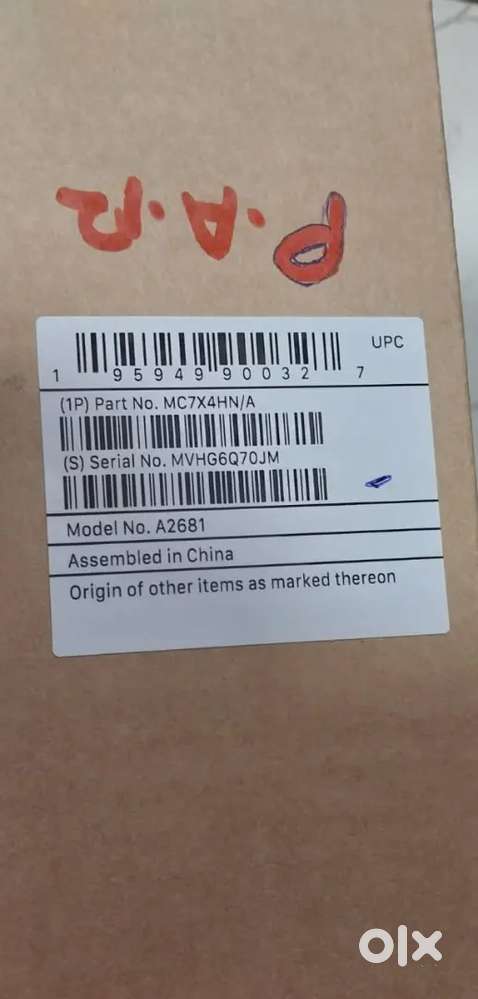 P.A.
UPC
1 95949 90032 7
(1P) Part No. MC7X4HN/A
(S) Serial No. MVHG6Q70JM
Model No. A2681
Assembled in China
Origin of other items as marked thereon
olx